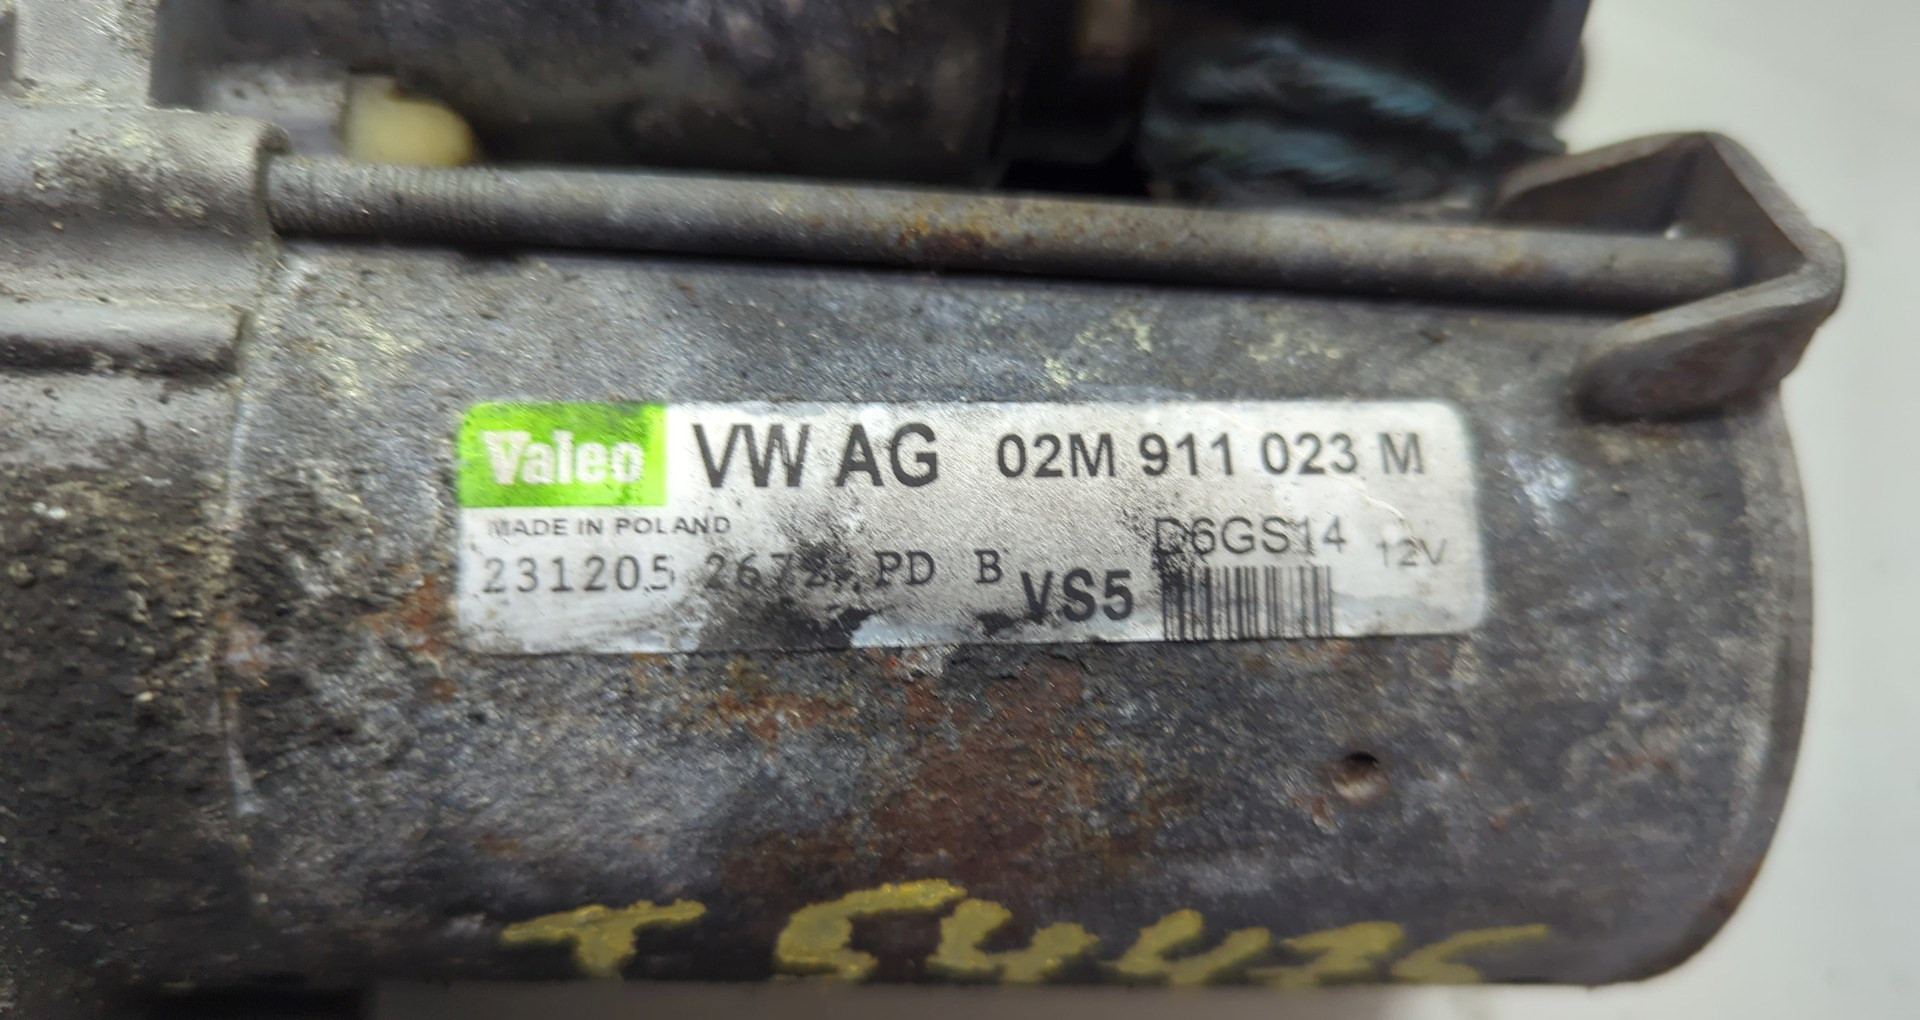 Valeo VW AG 02M 911 023 M
MADE IN POLAND D6GS14 12V
231205 PD B VS5